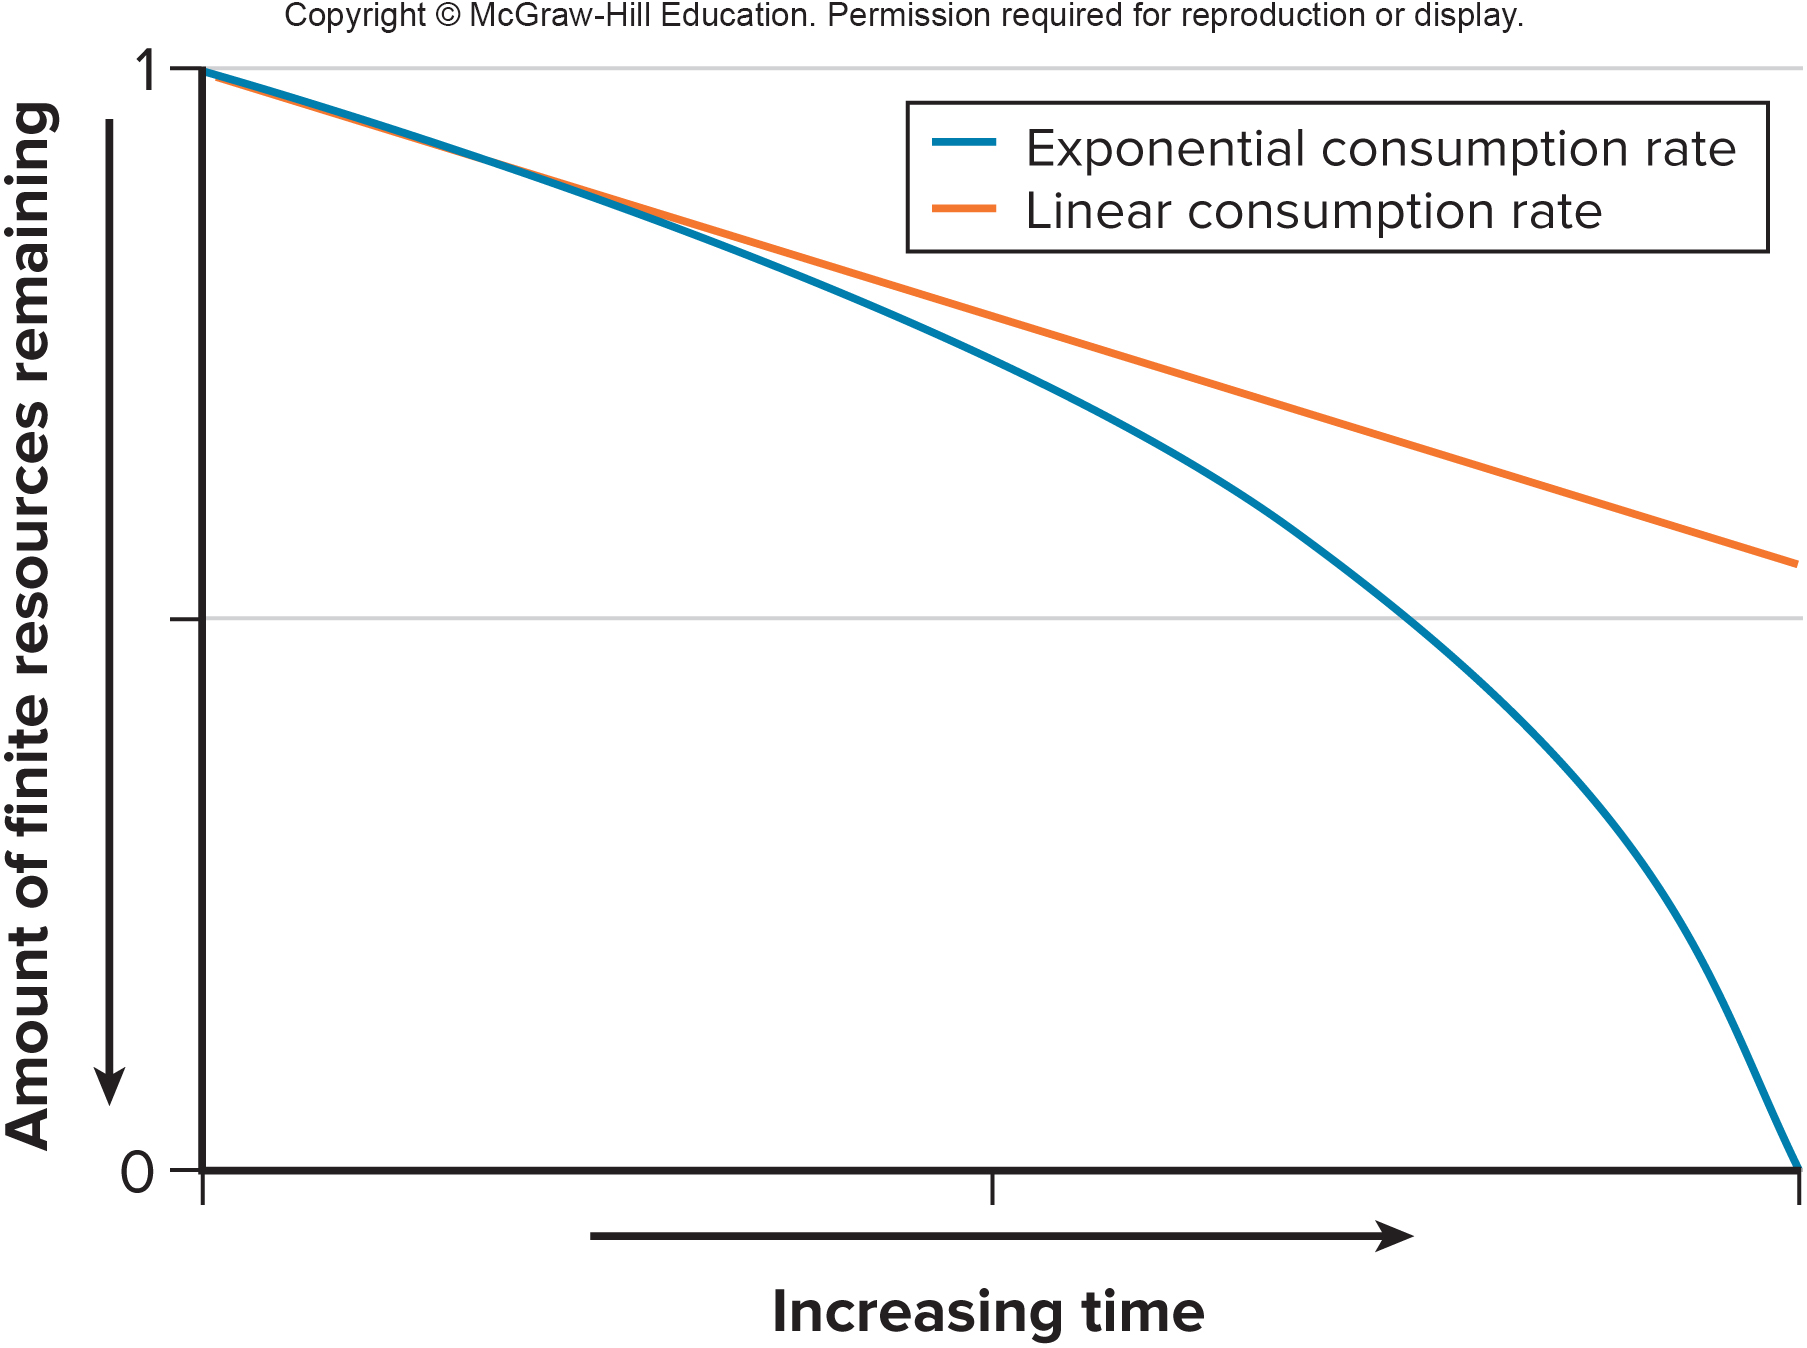 Copyright © McGraw-Hill Education. Permission required for reproduction or display.
1
Exponential consumption rate
Linear consumption rate
Amount of finite resources remaining
0
Increasing time